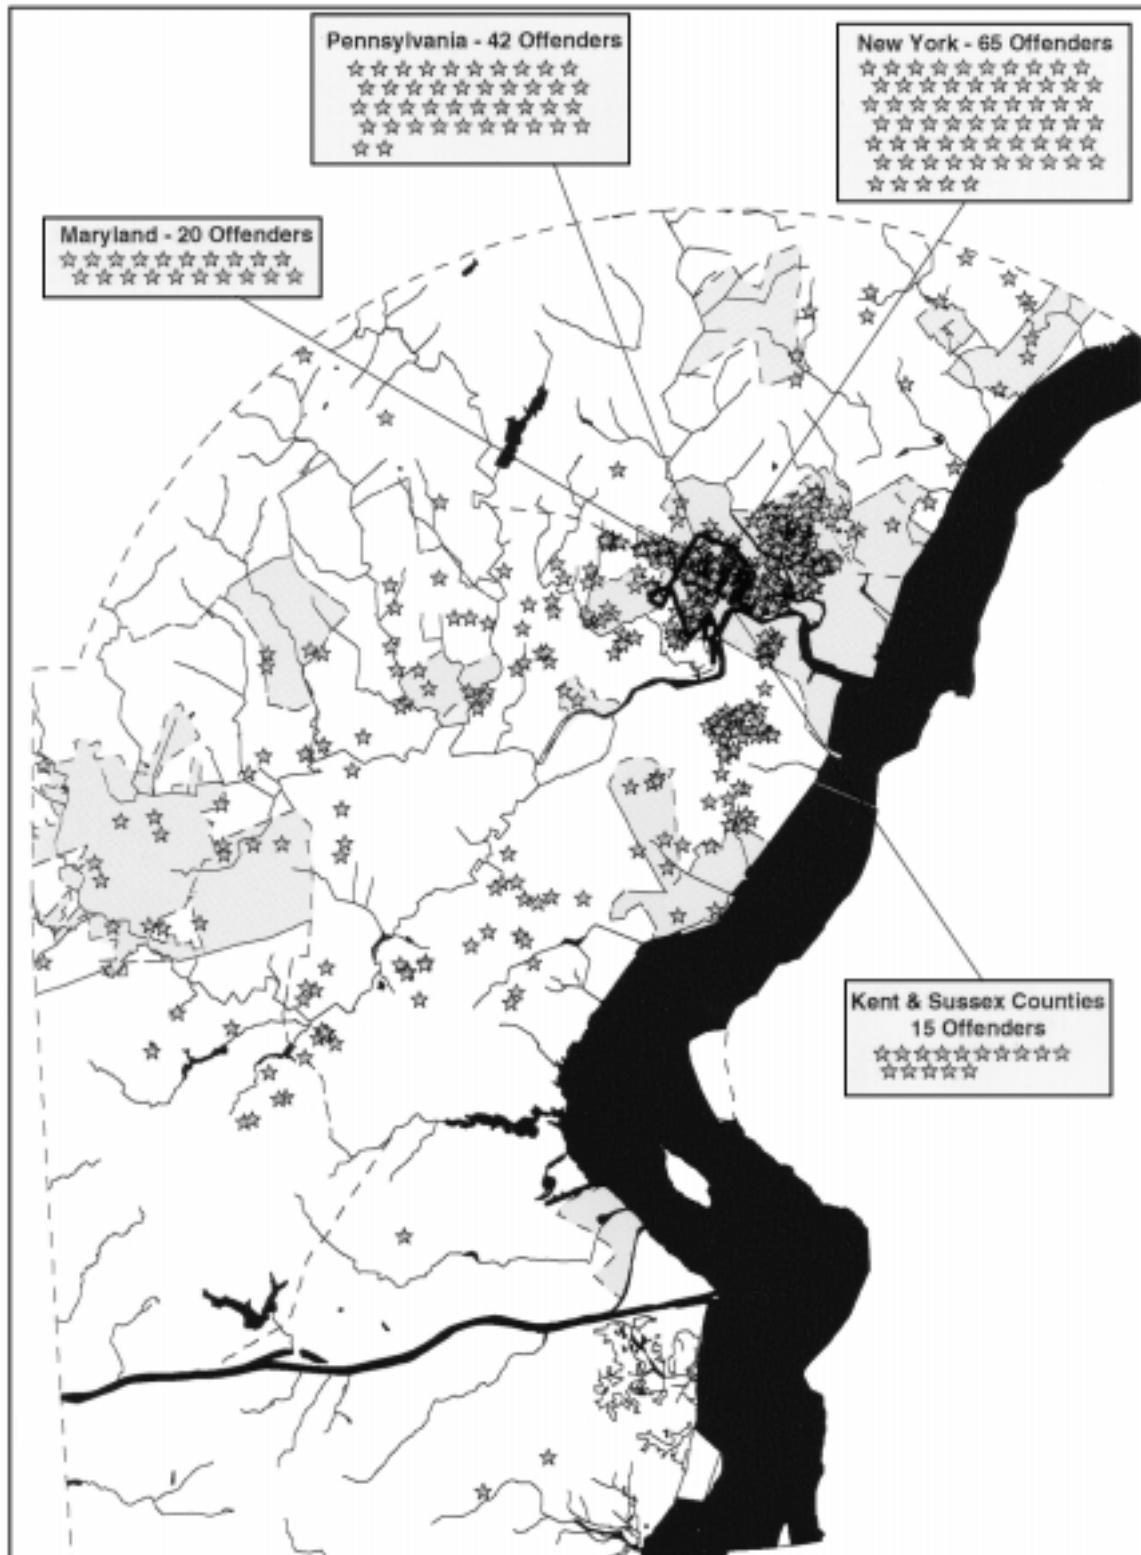 Pennsylvania - 42 Offenders
New York - 65 Offenders
Maryland - 20 Offenders
Kent & Sussex Counties
15 Offenders